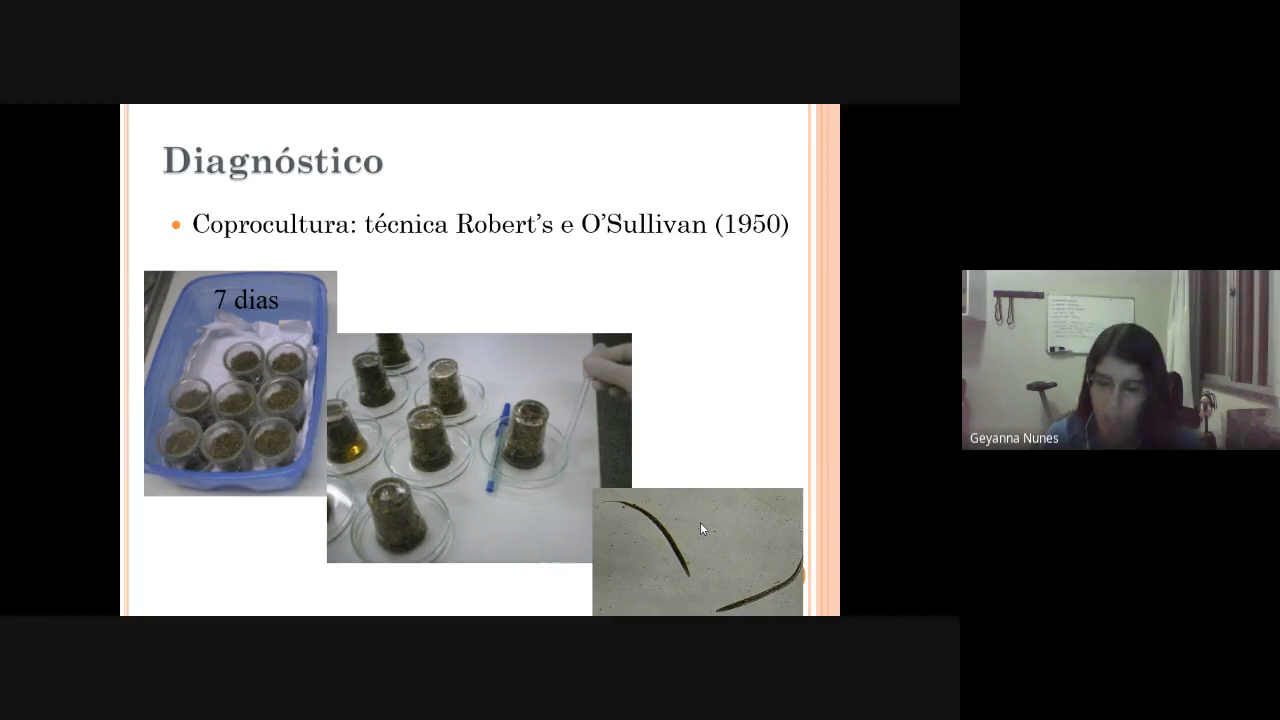 Diagnóstico
Coprocultura: técnica Robert's e O'Sullivan (1950)
7 dias
Geyanna Nunes